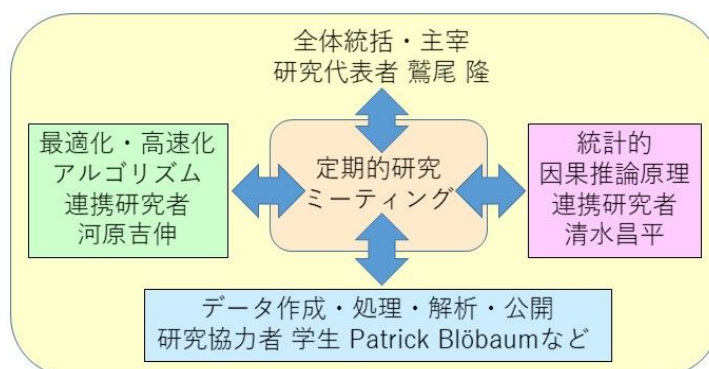 全体統括・主宰
研究代表者 鷲尾 隆
最適化・高速化
アルゴリズム
連携研究者
河原吉伸
定期的研究
ミーティング
統計的
因果推論原理
連携研究者
清水昌平
データ作成・処理・解析・公開
研究協力者 学生 Patrick Blöbaumなど